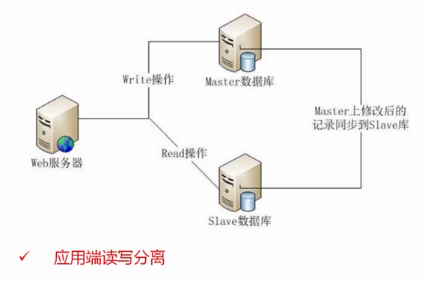 Write操作
Master数据库
Master上修改后的
记录同步到Slave库
Web服务器
Read操作
Slave数据库
✓ 应用端读写分离